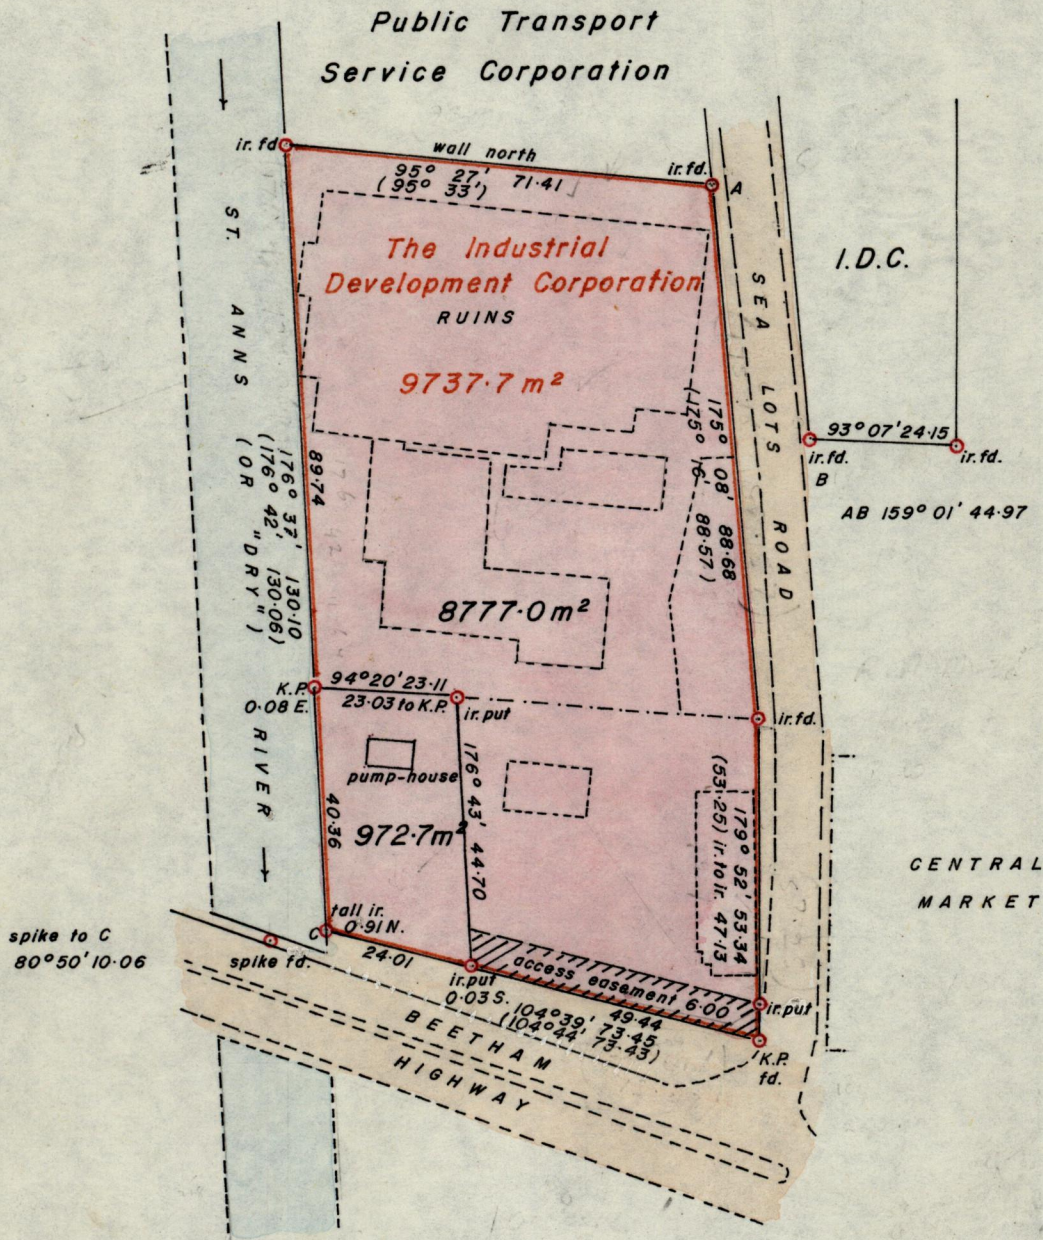 Public Transport
Service Corporation
ir. fd
wall north
95° 27' 71·41
(95° 33')
ir. fd.
A
The Industrial
Development Corporation
RUINS
9737·7 m²
I.D.C.
ST. ANNS RIVER
(OR "DRY")
SEA LOTS ROAD
175° 08' 88·68
(175° 6' 88·57)
93° 07' 24·15
ir. fd.
B
ir. fd.
AB 159° 01' 44·97
89·74
176° 37' 130·10
(176° 42' 130·06)
8777·0 m²
K.P.
0·08 E.
94° 20' 23·11
23·03 to K.P.
ir. put
ir. fd.
pump-house
176° 43' 44·70
972·7 m²
40·36
179° 52' 53·34
(53·25) ir. to ir. 47·13
CENTRAL
MARKET
tall ir.
0·91 N.
C
spike to C
80° 50' 10·06
spike fd.
24·01
ir. put
0·03 S.
access easement 6·00
49·44
104° 39' 73·45
(104° 44' 73·43)
ir. put
K.P.
fd.
BEETHAM
HIGHWAY